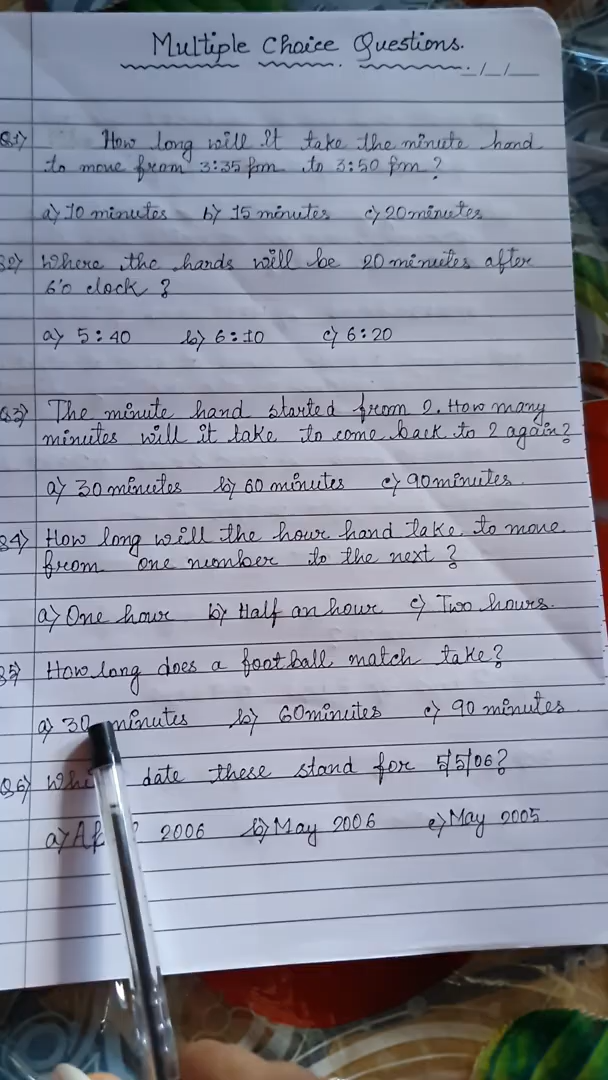 Multiple Choice Questions.
_/_/__
Q1) How long will it take the minute hand
to move from 3:35 pm to 3:50 pm?
a) 10 minutes b) 15 minutes c) 20 minutes
Q2) Where the hands will be 20 minutes after
6'o clock?
a) 5:40 b) 6:10 c) 6:20
Q3) The minute hand started from 2. How many
minutes will it take to come back to 2 again?
a) 30 minutes b) 60 minutes c) 90 minutes
Q4) How long will the hour hand take to move
from one number to the next?
a) One hour b) Half an hour c) Two hours.
Q5) How long does a football match take?
a) 30 minutes b) 60 minutes c) 90 minutes
Q6) date these stand for 5/5/06?
a) 2006 b) May 2006 c) May 2005